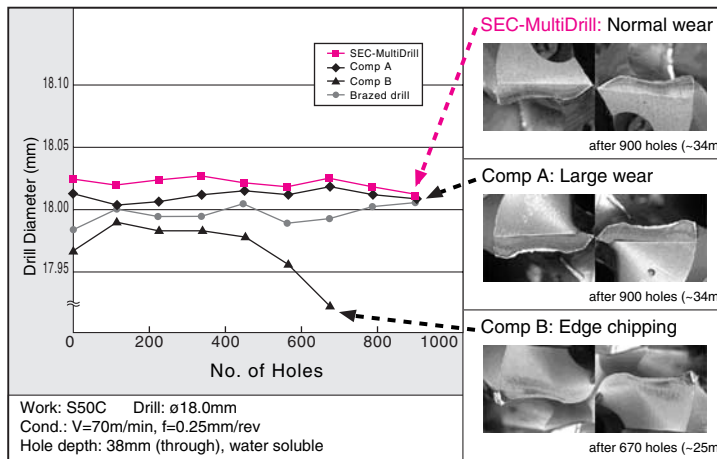 SEC-MultiDrill
Comp A
Comp B
Brazed drill
18.10
18.05
18.00
17.95
Drill Diameter (mm)
0 200 400 600 800 1000
No. of Holes
Work: S50C Drill: ø18.0mm
Cond.: V=70m/min, f=0.25mm/rev
Hole depth: 38mm (through), water soluble
SEC-MultiDrill: Normal wear
after 900 holes (~34m
Comp A: Large wear
after 900 holes (~34m
Comp B: Edge chipping
after 670 holes (~25m